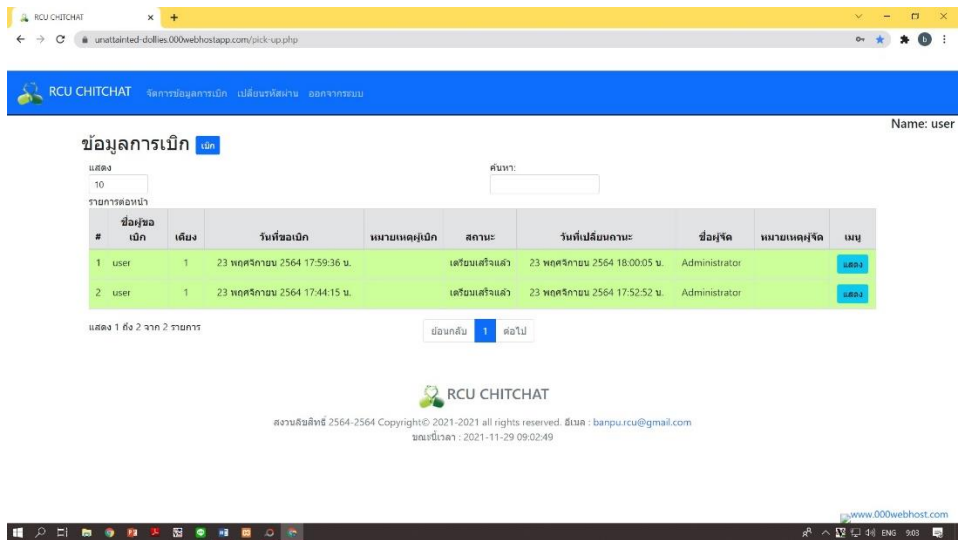 RCU CHITCHAT
unattainted-dollies.000webhostapp.com/pick-up.php
b
RCU CHITCHAT จัดการข้อมูลการเบิก เปลี่ยนรหัสผ่าน ออกจากระบบ
Name: user
ข้อมูลการเบิก เบิก
แสดง ค้นหา:
10
รายการต่อหน้า
# ชื่อผู้ขอเบิก เตียง วันที่ขอเบิก หมายเหตุผู้เบิก สถานะ วันที่เปลี่ยนถานะ ชื่อผู้จัด หมายเหตุผู้จัด เมนู
1 user 1 23 พฤศจิกายน 2564 17:59:36 น. เตรียมเสร็จแล้ว 23 พฤศจิกายน 2564 18:00:05 น. Administrator แสดง
2 user 1 23 พฤศจิกายน 2564 17:44:15 น. เตรียมเสร็จแล้ว 23 พฤศจิกายน 2564 17:52:52 น. Administrator แสดง
แสดง 1 ถึง 2 จาก 2 รายการ ย้อนกลับ 1 ต่อไป
RCU CHITCHAT
สงวนลิขสิทธิ์ 2564-2564 Copyright© 2021-2021 all rights reserved. อีเมล : banpu.rcu@gmail.com
ขณะนี้เวลา : 2021-11-29 09:02:49
www.000webhost.com
ENG 9:03